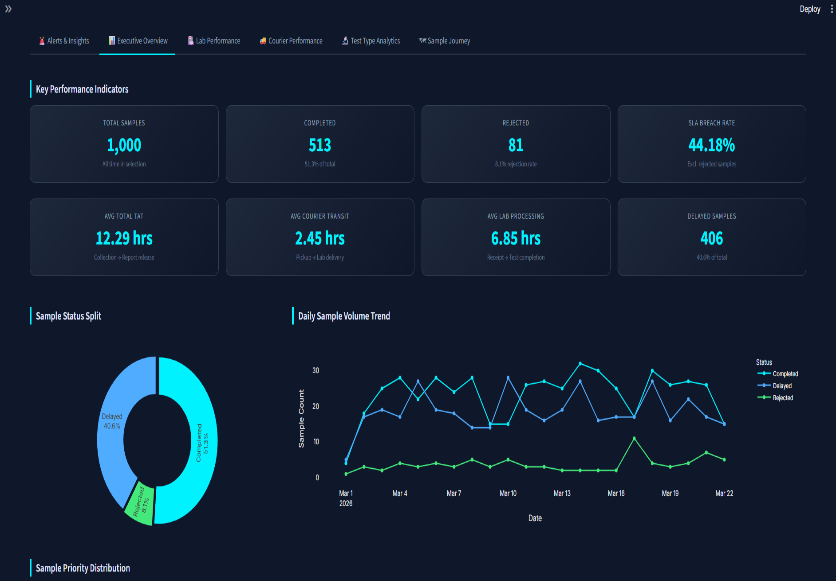 Deploy
Alerts & Insights
Executive Overview
Lab Performance
Courier Performance
Test Type Analytics
Sample Journey
Key Performance Indicators
TOTAL SAMPLES
1,000
All time in selection
COMPLETED
513
51.3% of total
REJECTED
81
8.1% rejection rate
SLA BREACH RATE
44.18%
Excl. rejected samples
AVG TOTAL TAT
12.29 hrs
Collection → Report release
AVG COURIER TRANSIT
2.45 hrs
Pickup → Lab delivery
AVG LAB PROCESSING
6.85 hrs
Receipt → Test completion
DELAYED SAMPLES
406
40.6% of total
Sample Status Split
Delayed
40.6%
Completed
51.3%
Rejected
8.1%
Daily Sample Volume Trend
Sample Count
30
20
10
0
Mar 1
2026
Mar 4
Mar 7
Mar 10
Mar 13
Mar 16
Mar 19
Mar 22
Date
Status
Completed
Delayed
Rejected
Sample Priority Distribution